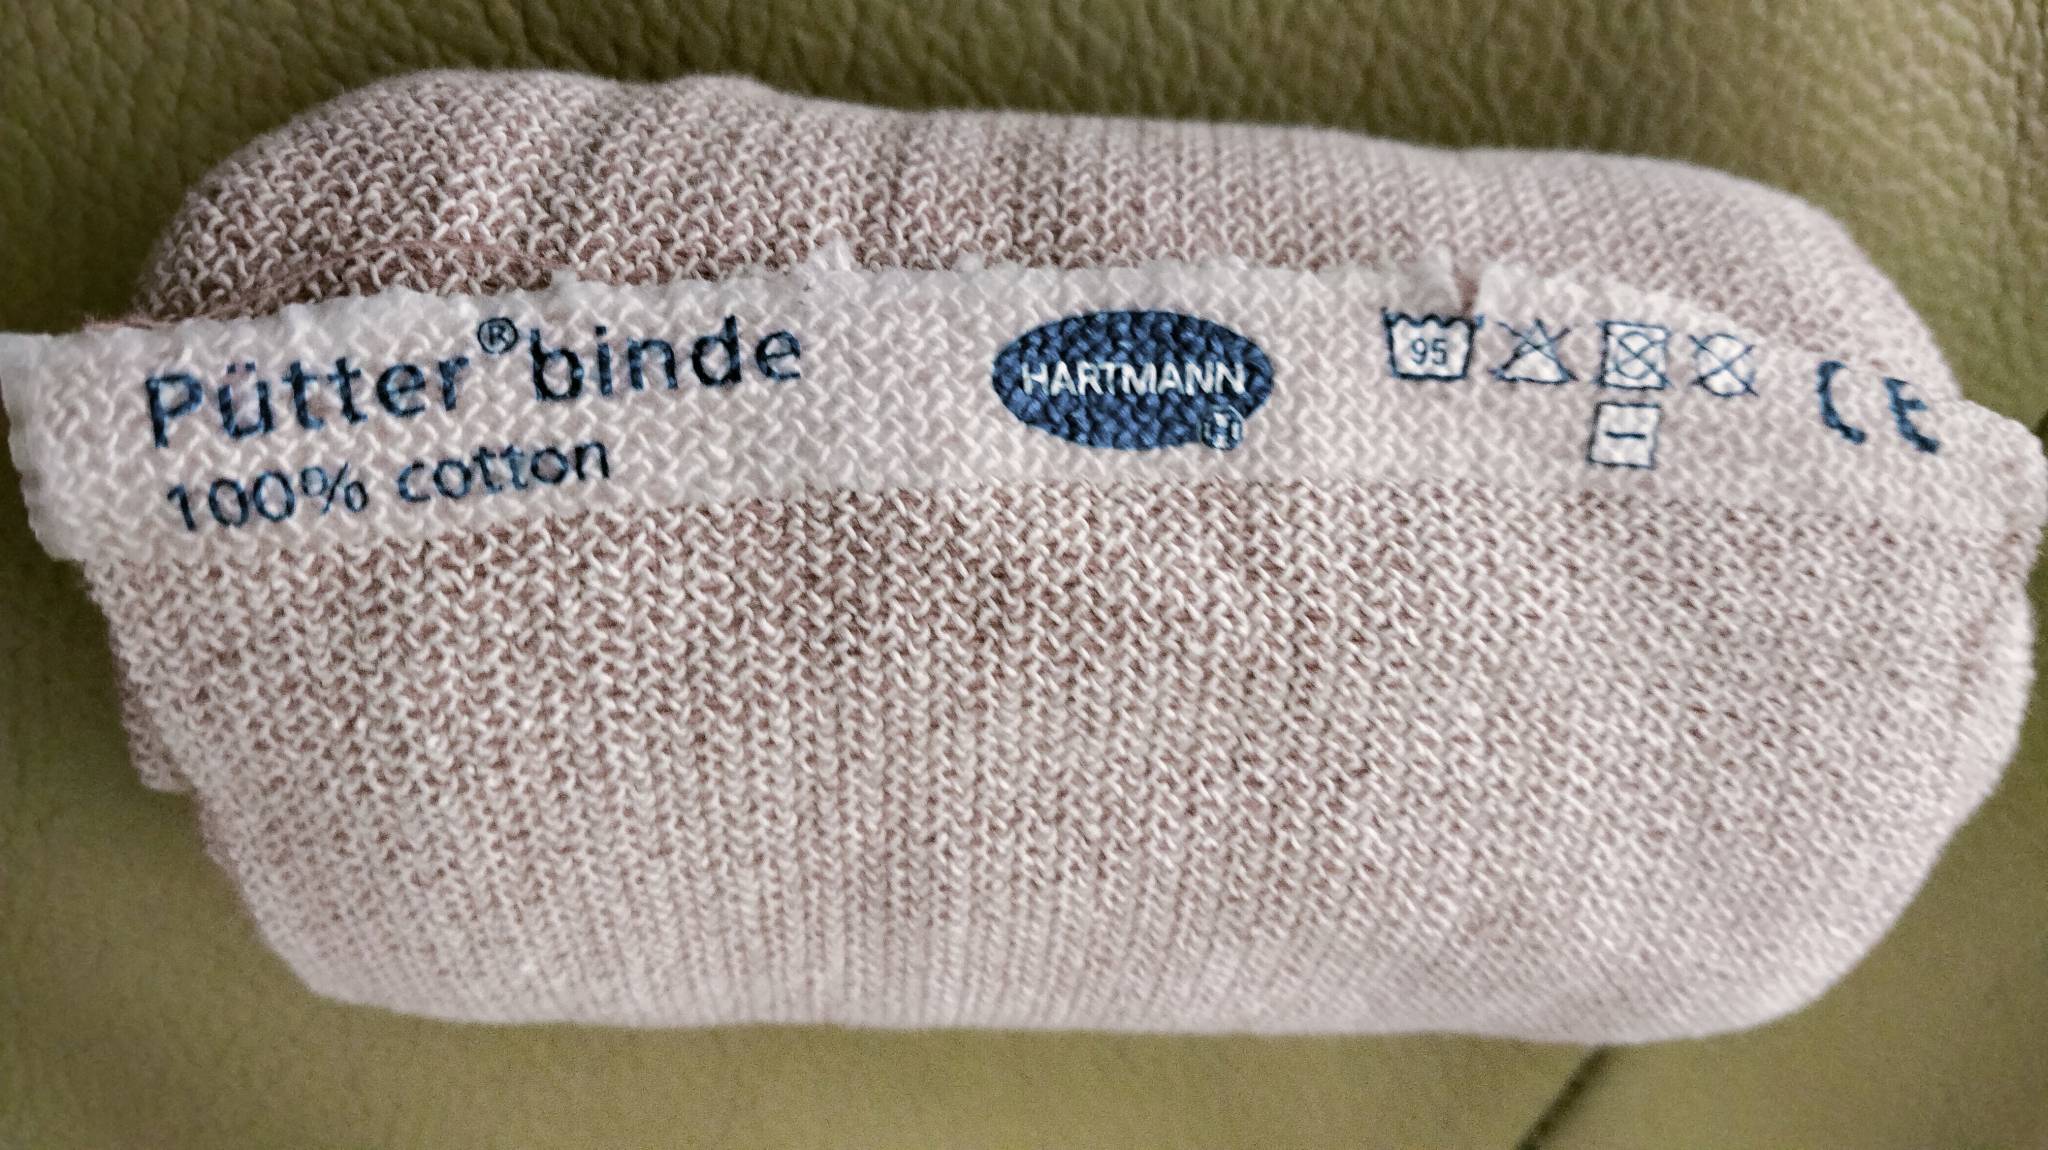 Pütter® binde
100% cotton
HARTMANN
95
CE